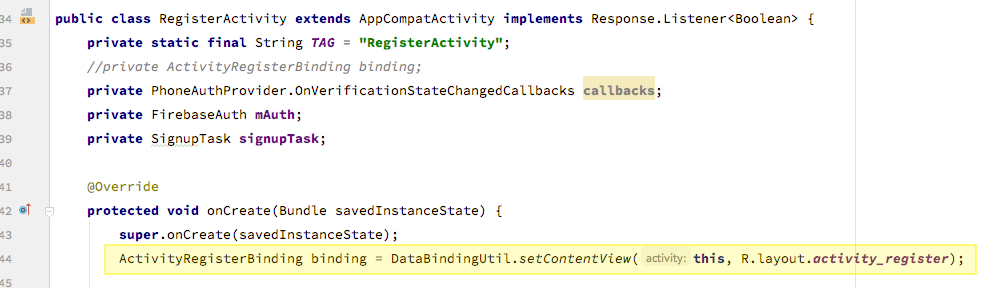 34 public class RegisterActivity extends AppCompatActivity implements Response.Listener<Boolean> {
35 private static final String TAG = "RegisterActivity";
36 //private ActivityRegisterBinding binding;
37 private PhoneAuthProvider.OnVerificationStateChangedCallbacks callbacks;
38 private FirebaseAuth mAuth;
39 private SignupTask signupTask;
40
41 @Override
42 protected void onCreate(Bundle savedInstanceState) {
43 super.onCreate(savedInstanceState);
44 ActivityRegisterBinding binding = DataBindingUtil.setContentView( activity: this, R.layout.activity_register);
45